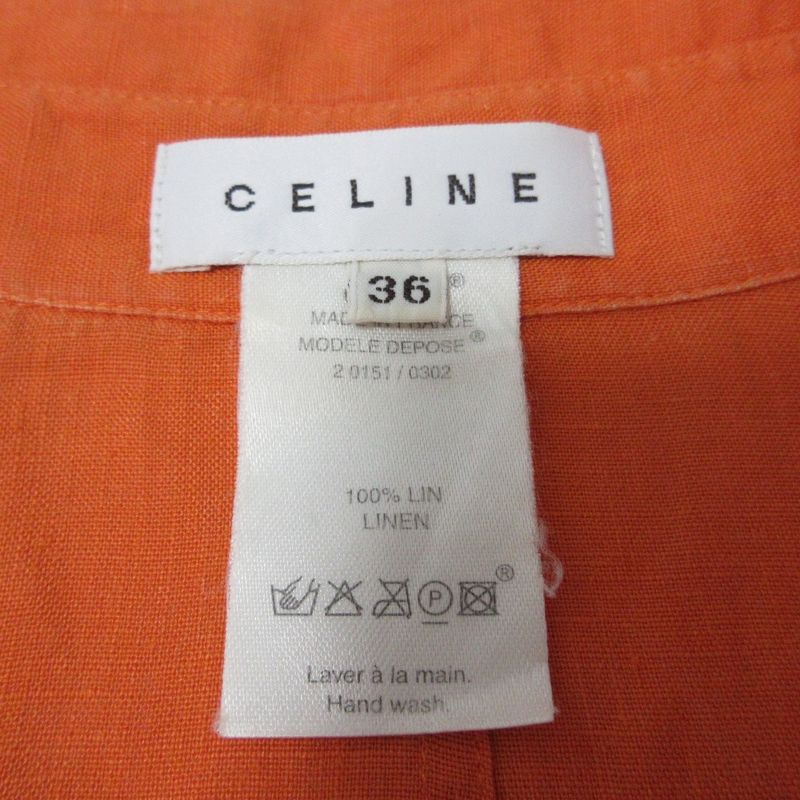 CELINE
36
®
MADE IN FRANCE
MODELE DEPOSE®
2 0151 / 0302
100% LIN
LINEN
P
®
Laver à la main.
Hand wash.